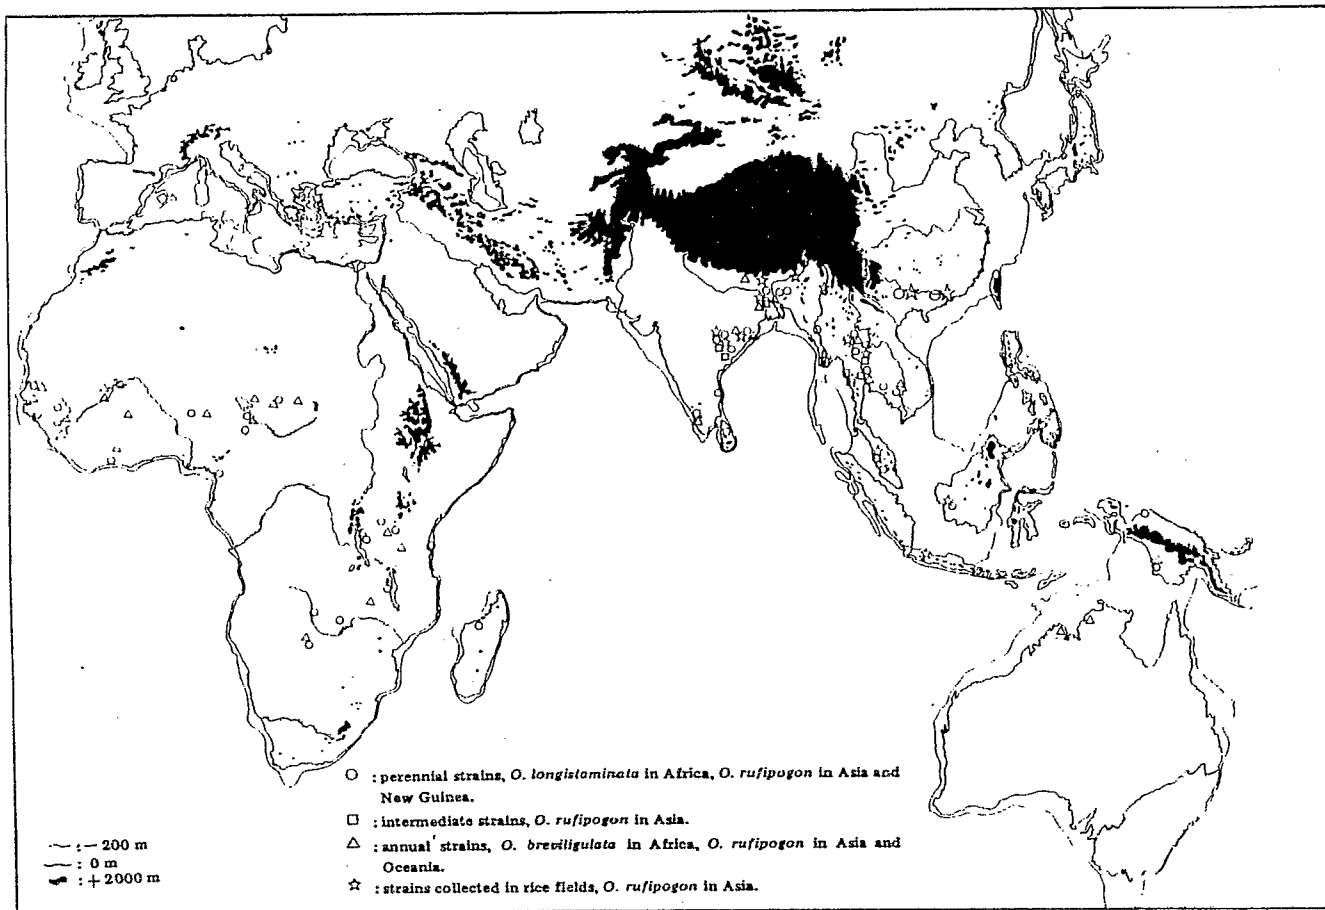 ○ : perennial strains, O. longistaminata in Africa, O. rufipogon in Asia and
New Guinea.
□ : intermediate strains, O. rufipogon in Asia.
△ : annual' strains, O. breviligulata in Africa, O. rufipogon in Asia and
Oceania.
☆ : strains collected in rice fields, O. rufipogon in Asia.
: − 200 m
: 0 m
: + 2000 m